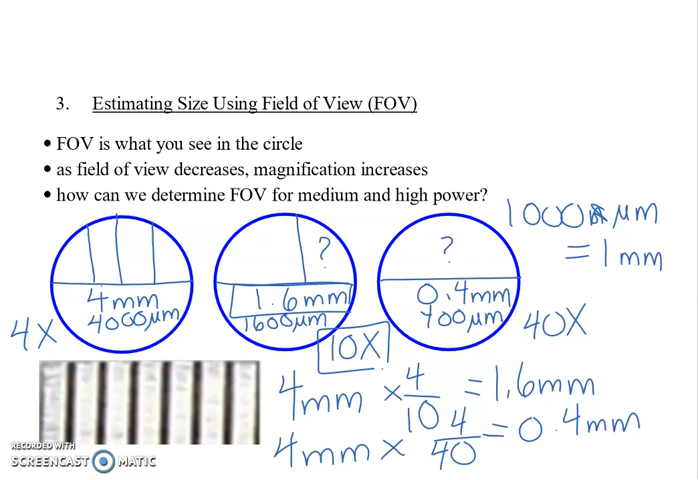 3. Estimating Size Using Field of View (FOV)
• FOV is what you see in the circle
• as field of view decreases, magnification increases
• how can we determine FOV for medium and high power?
1000 µm
= 1 mm
?
?
4mm
1.6mm
0.4mm
4X
4000µm
1600µm
400µm
40X
10X
4mm × 4/10 = 1.6mm
4mm × 4/40 = 0.4mm
RECORDED WITH
SCREENCAST MATIC